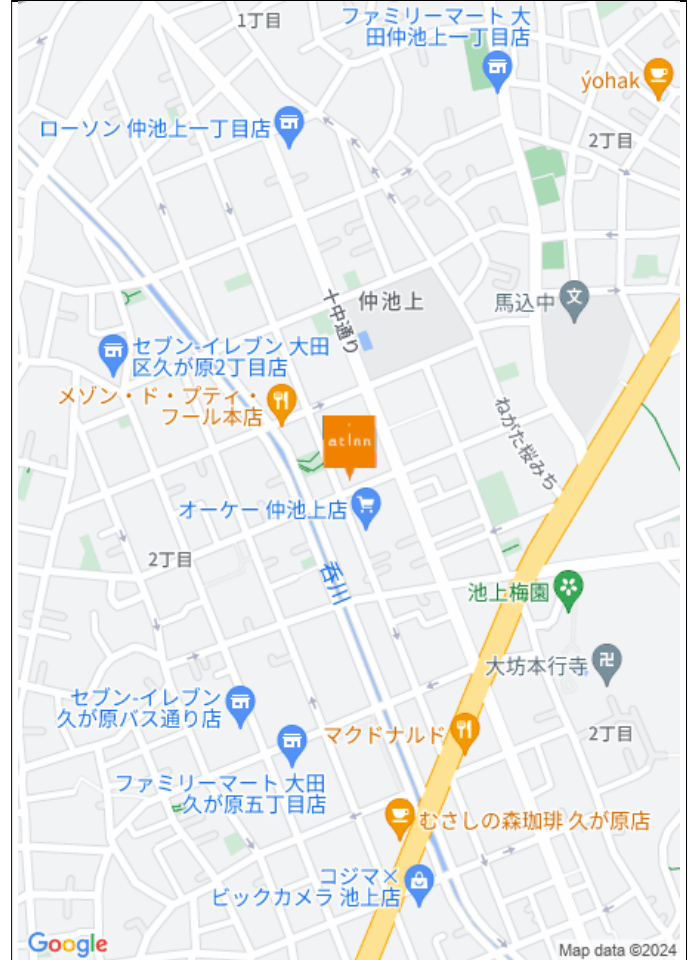 1丁目
ファミリーマート 大
田仲池上一丁目店
ýohak
ローソン 仲池上一丁目店
2丁目
仲池上
馬込中
十中通り
セブン-イレブン 大田
区久が原2丁目店
メゾン・ド・プティ・
フール本店
ねがた桜みち
at inn
オーケー 仲池上店
2丁目
呑川
池上梅園
大坊本行寺
セブン-イレブン
久が原バス通り店
マクドナルド
2丁目
ファミリーマート 大田
久が原五丁目店
むさしの森珈琲 久が原店
コジマ×
ビックカメラ 池上店
Google
Map data ©2024